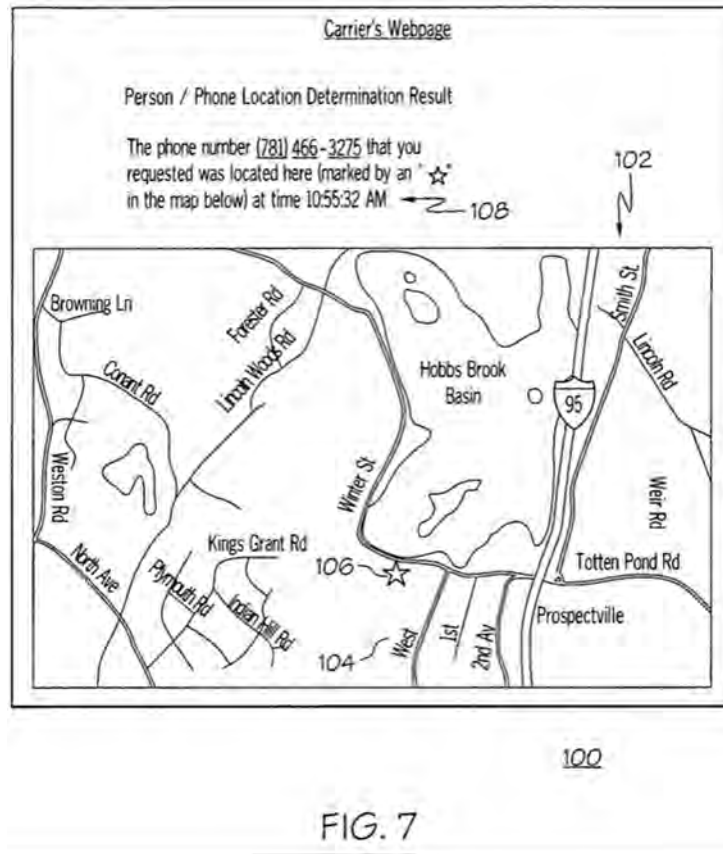 Carrier's Webpage
Person / Phone Location Determination Result
The phone number (781) 466-3275 that you
requested was located here (marked by an "☆"
in the map below) at time 10:55:32 AM
108
102
Browning Ln
Forester Rd
Smith St
Conant Rd
Lincoln Woods Rd
Lincoln Rd
Hobbs Brook
Basin
95
Weston Rd
Winter St
Weir Rd
North Ave
Kings Grant Rd
106
Totten Pond Rd
Plymouth Rd
Indian Hill Rd
Prospectville
104
West
1st
2nd Av
100
FIG. 7